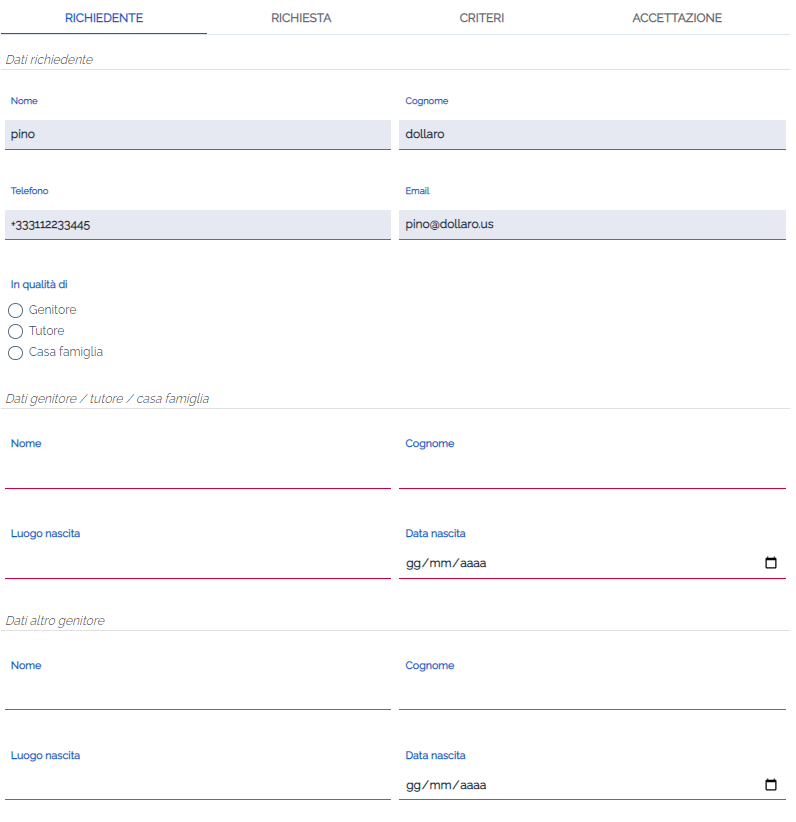 RICHIEDENTE RICHIESTA CRITERI ACCETTAZIONE
Dati richiedente
Nome Cognome
pino dollaro
Telefono Email
+333112233445 pino@dollaro.us
In qualità di
Genitore
Tutore
Casa famiglia
Dati genitore / tutore / casa famiglia
Nome Cognome
Luogo nascita Data nascita
gg/mm/aaaa
Dati altro genitore
Nome Cognome
Luogo nascita Data nascita
gg/mm/aaaa